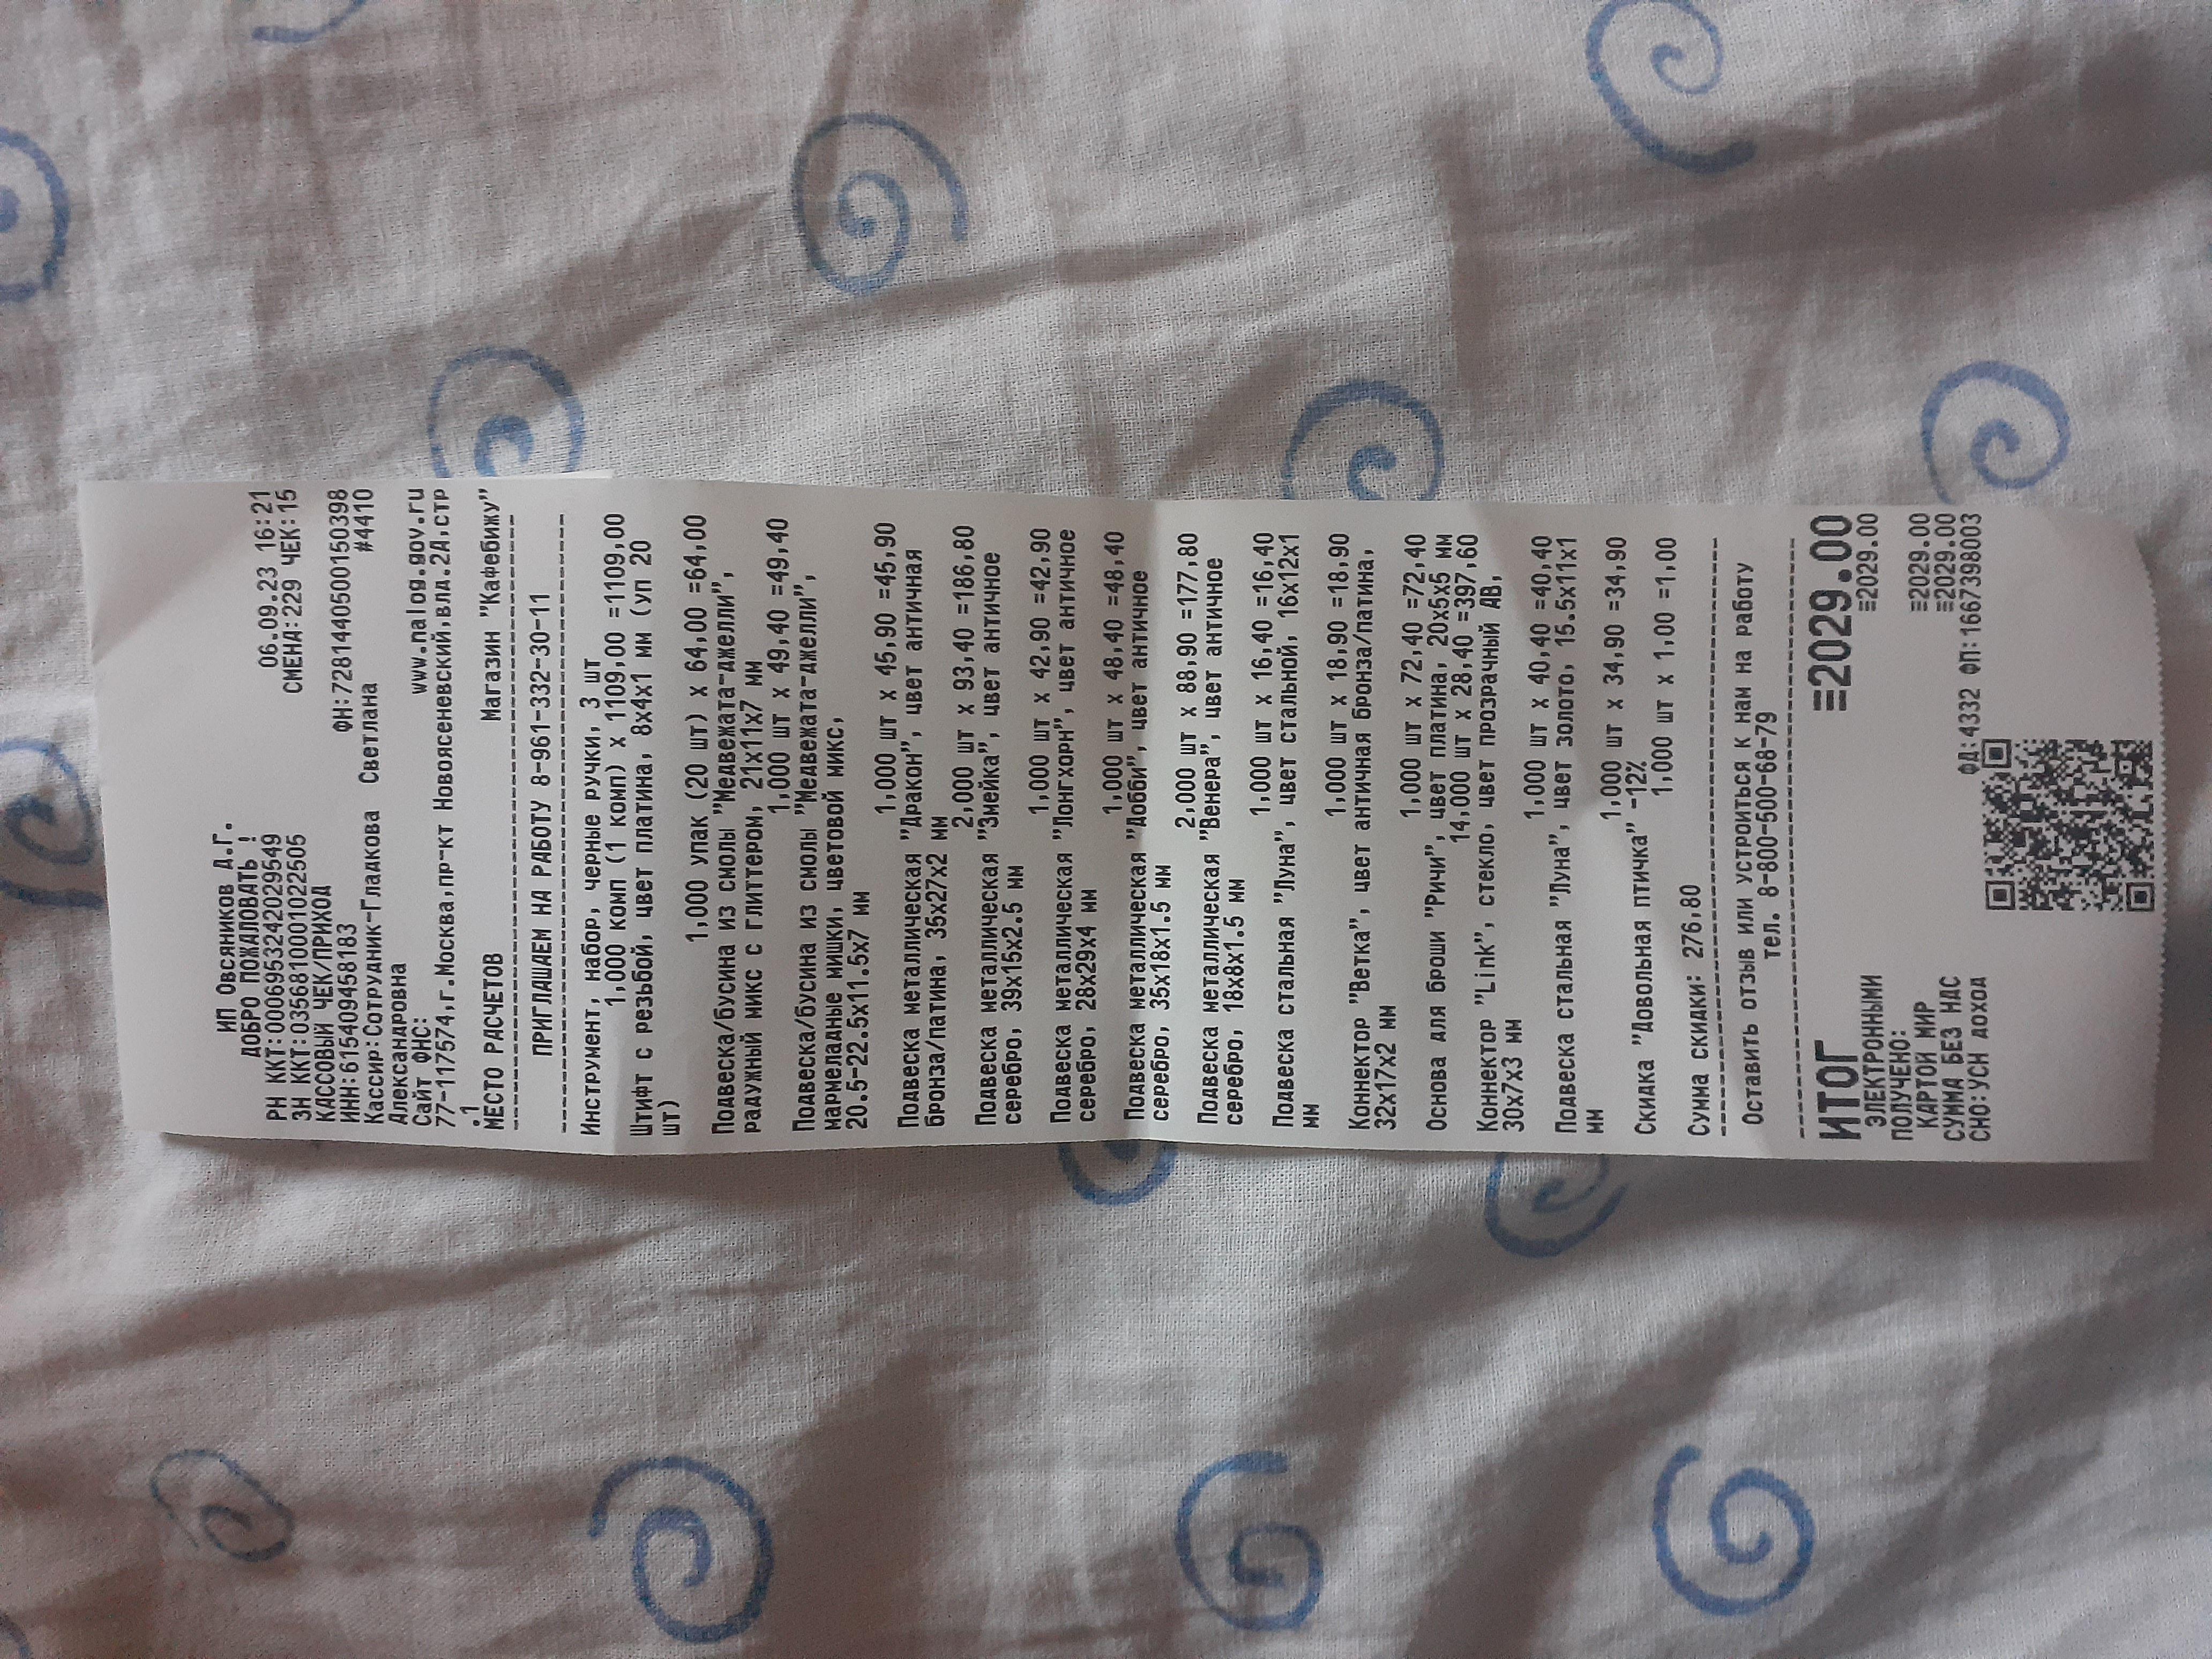 ИП Овсяников Д.Г.
ДОБРО ПОЖАЛОВАТЬ !
РН ККТ:0006953242029549 06.09.23 16:21
ЗН ККТ:0356810001022505 СМЕНА:229 ЧЕК:15
КАССОВЫЙ ЧЕК/ПРИХОД
ИНН:615409458183 ФН:7281440500150398
Кассир:Сотрудник-Гладкова Светлана #4410
Александровна
Сайт ФНС: www.nalog.gov.ru
77-117574,г.Москва,пр-кт Новоясеневский,вла.2А,стр
.1
МЕСТО РАСЧЕТОВ Магазин "Кафебижу"
ПРИГЛАШАЕМ НА РАБОТУ 8-961-332-30-11
Инструмент, набор, черные ручки, 3 шт
1,000 компл (1 комп) х 1109,00 =1109,00
Штифт с резьбой, цвет платина, 8х4х1 мм (уп 20
шт)
1,000 упак (20 шт) х 64,00 =64,00
Подвеска/бусина из смолы "Медвежата-джелли",
радужный микс с глиттером, 21х11х7 мм
1,000 шт х 49,40 =49,40
Подвеска/бусина из смолы "Медвежата-джелли",
мармеладные мишки, цветовой микс,
20.5-22.5х11.5х7 мм
1,000 шт х 45,90 =45,90
Подвеска металлическая "Дракон", цвет античная
бронза/патина, 35х27х2 мм
2,000 шт х 93,40 =186,80
Подвеска металлическая "Змейка", цвет античное
серебро, 39х15х2.5 мм
1,000 шт х 42,90 =42,90
Подвеска металлическая "Лонгхорн", цвет античное
серебро, 28х29х4 мм
1,000 шт х 48,40 =48,40
Подвеска металлическая "Добби", цвет античное
серебро, 35х18х1.5 мм
2,000 шт х 88,90 =177,80
Подвеска металлическая "Венера", цвет античное
серебро, 18х8х1.5 мм
1,000 шт х 16,40 =16,40
Подвеска стальная "Луна", цвет стальной, 16х12х1
мм
1,000 шт х 18,90 =18,90
Коннектор "Ветка", цвет античная бронза/патина,
32х17х2 мм
1,000 шт х 72,40 =72,40
Основа для броши "Ричи", цвет платина, 20х5х5 мм
14,000 шт х 28,40 =397,60
Коннектор "Link", стекло, цвет прозрачный АВ,
30х7х3 мм
1,000 шт х 40,40 =40,40
Подвеска стальная "Луна", цвет золото, 15.5х11х1
мм
1,000 шт х 34,90 =34,90
Скидка "Довольная птичка" -12%
1,000 шт х 1,00 =1,00
Сумма скидки: 276,80
Оставить отзыв или устроиться к нам на работу
тел. 8-800-500-68-79
ИТОГ ≡2029.00
ЭЛЕКТРОННЫМИ ≡2029.00
ПОЛУЧЕНО:
КАРТОЙ МИР ≡2029.00
СУММА БЕЗ НДС ≡2029.00
СНО:УСН доход ФД:4332 ФП:1667398003